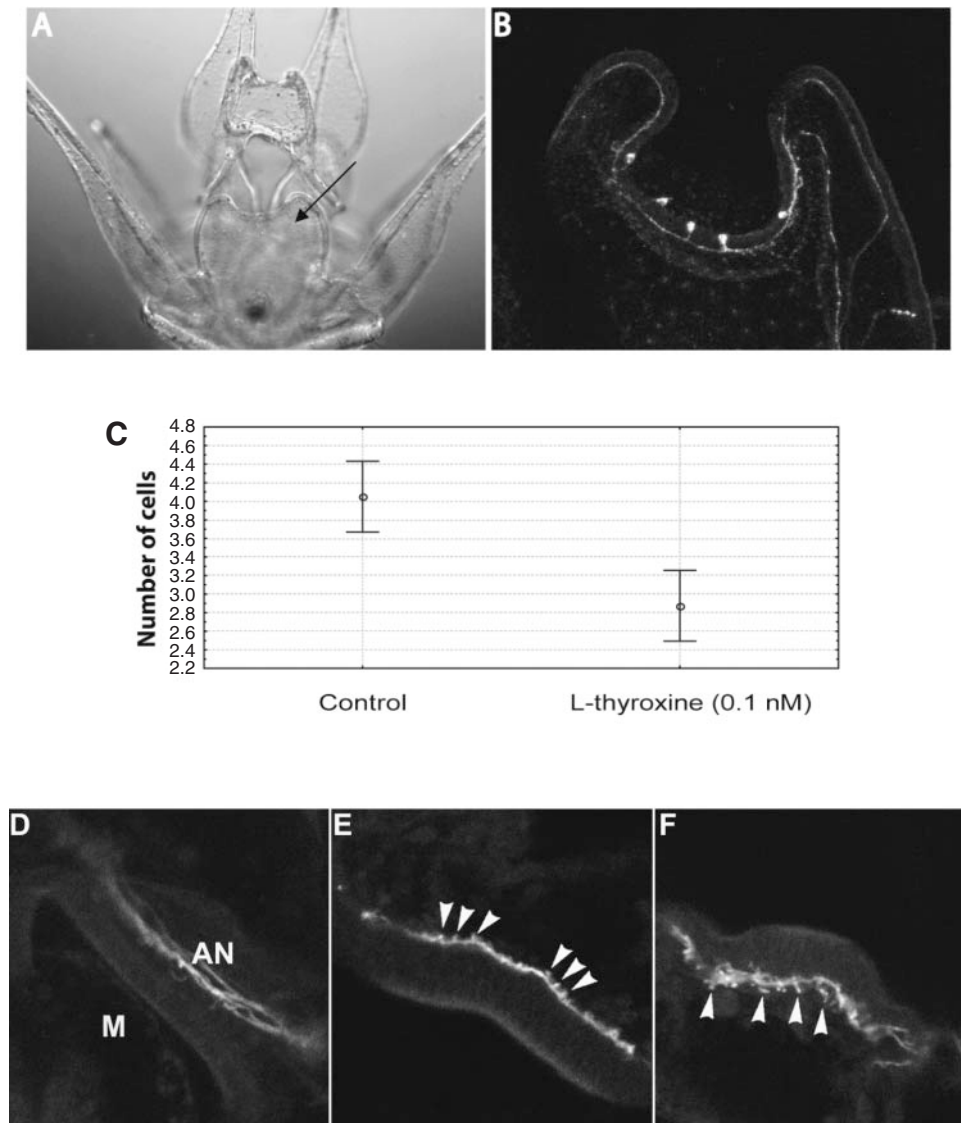 A
B
C
Number of cells
4.8
4.6
4.4
4.2
4.0
3.8
3.6
3.4
3.2
3.0
2.8
2.6
2.4
2.2
Control
L-thyroxine (0.1 nM)
D
AN
M
E
F